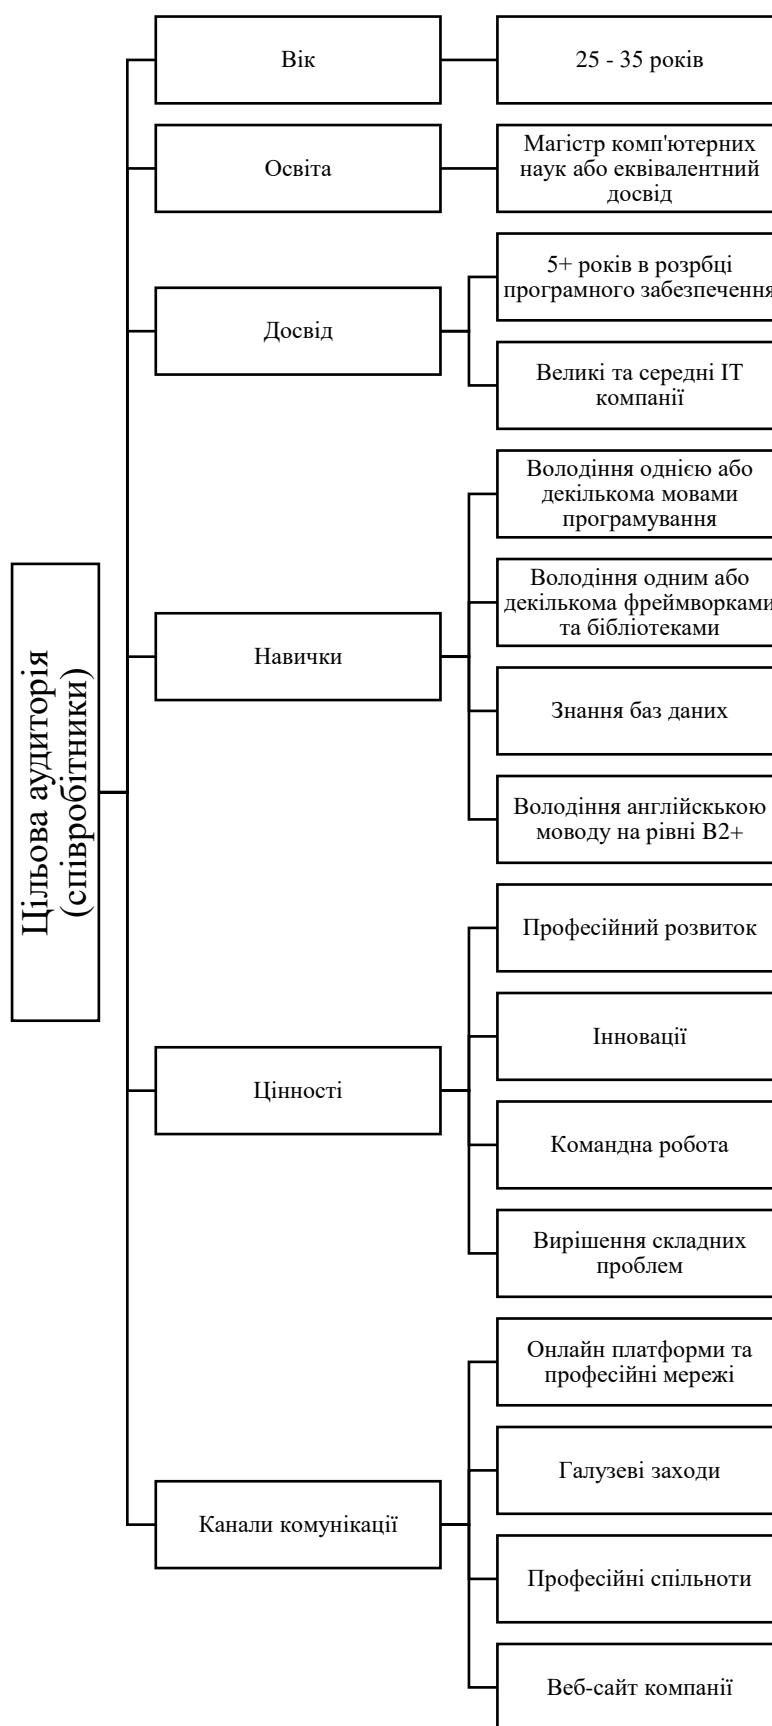 Цільова аудиторія
(співробітники)
Вік
25 - 35 років
Освіта
Магістр комп'ютерних
наук або еквівалентний
досвід
Досвід
5+ років в розрбці
програмного забезпечення
Великі та середні ІТ
компанії
Навички
Володіння однією або
декількома мовами
програмування
Володіння одним або
декількома фреймворками
та бібліотеками
Знання баз даних
Володіння англійскькою
моводу на рівні B2+
Цінності
Професійний розвиток
Інновації
Командна робота
Вирішення складних
проблем
Канали комунікації
Онлайн платформи та
професійні мережі
Галузеві заходи
Професійні спільноти
Веб-сайт компанії